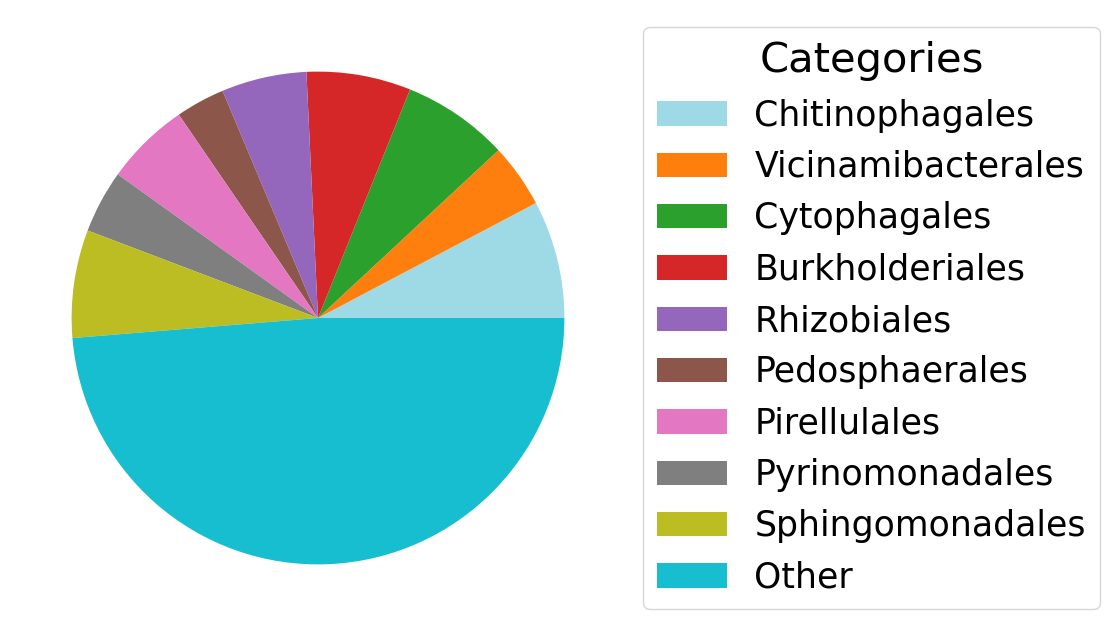 Categories
Chitinophagales
Vicinamibacterales
Cytophagales
Burkholderiales
Rhizobiales
Pedosphaerales
Pirellulales
Pyrinomonadales
Sphingomonadales
Other